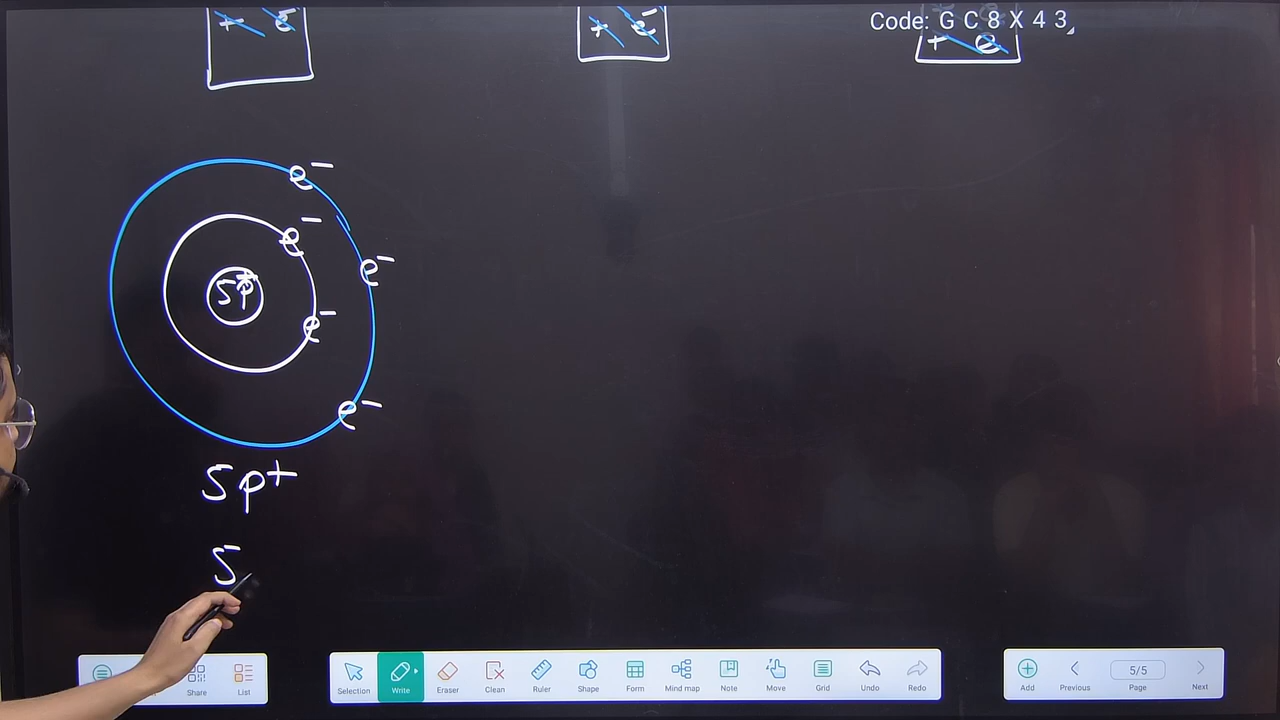 Code: G C 8 X 4 3
+ e⁻
+ e⁻
+ e
e⁻
e⁻
e⁻
5p⁺
e⁻
e⁻
5p⁺
5
Share
List
Selection
Write
Eraser
Clean
Ruler
Shape
Form
Mind map
Note
Move
Grid
Undo
Redo
Add
Previous
5/5
Page
Next